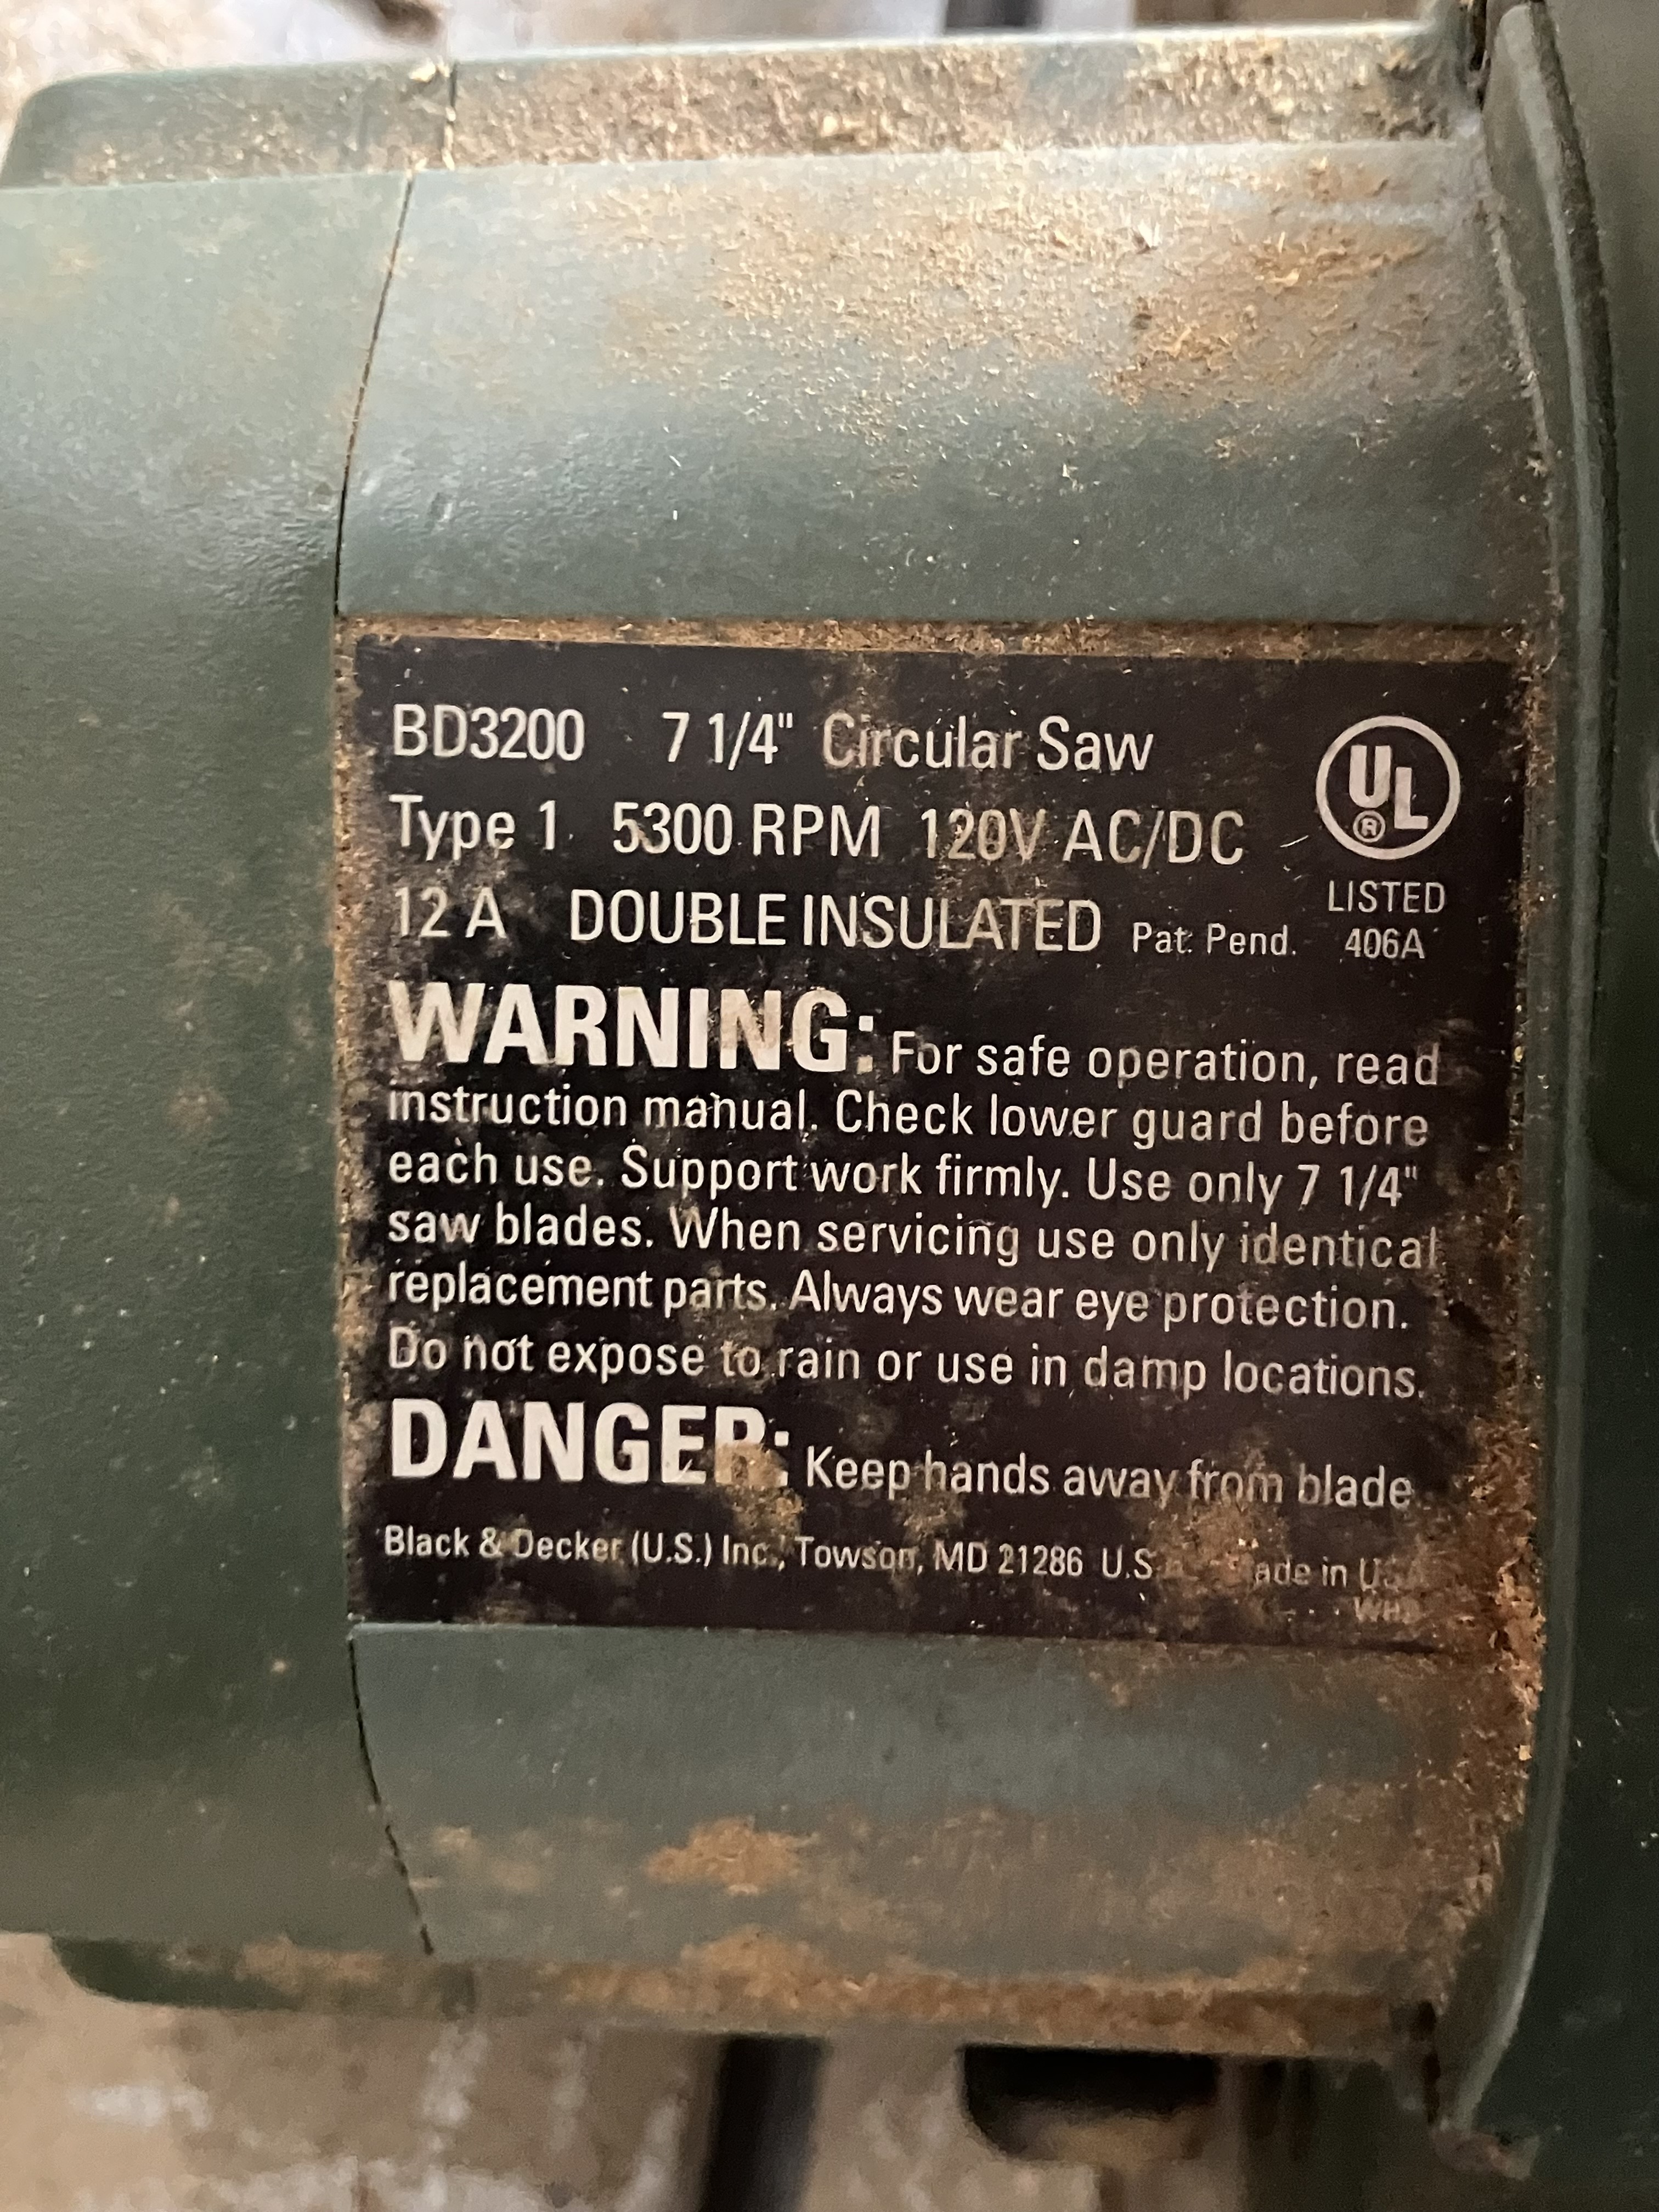 BD3200 7 1/4" Circular Saw
Type 1 5300 RPM 120V AC/DC
12 A DOUBLE INSULATED Pat. Pend.
UL
®
LISTED
406A
WARNING: For safe operation, read
instruction manual. Check lower guard before
each use. Support work firmly. Use only 7 1/4"
saw blades. When servicing use only identical
replacement parts. Always wear eye protection.
Do not expose to rain or use in damp locations.
DANGER: Keep hands away from blade
Black & Decker (U.S.) Inc., Towson, MD 21286 U.S ade in USA